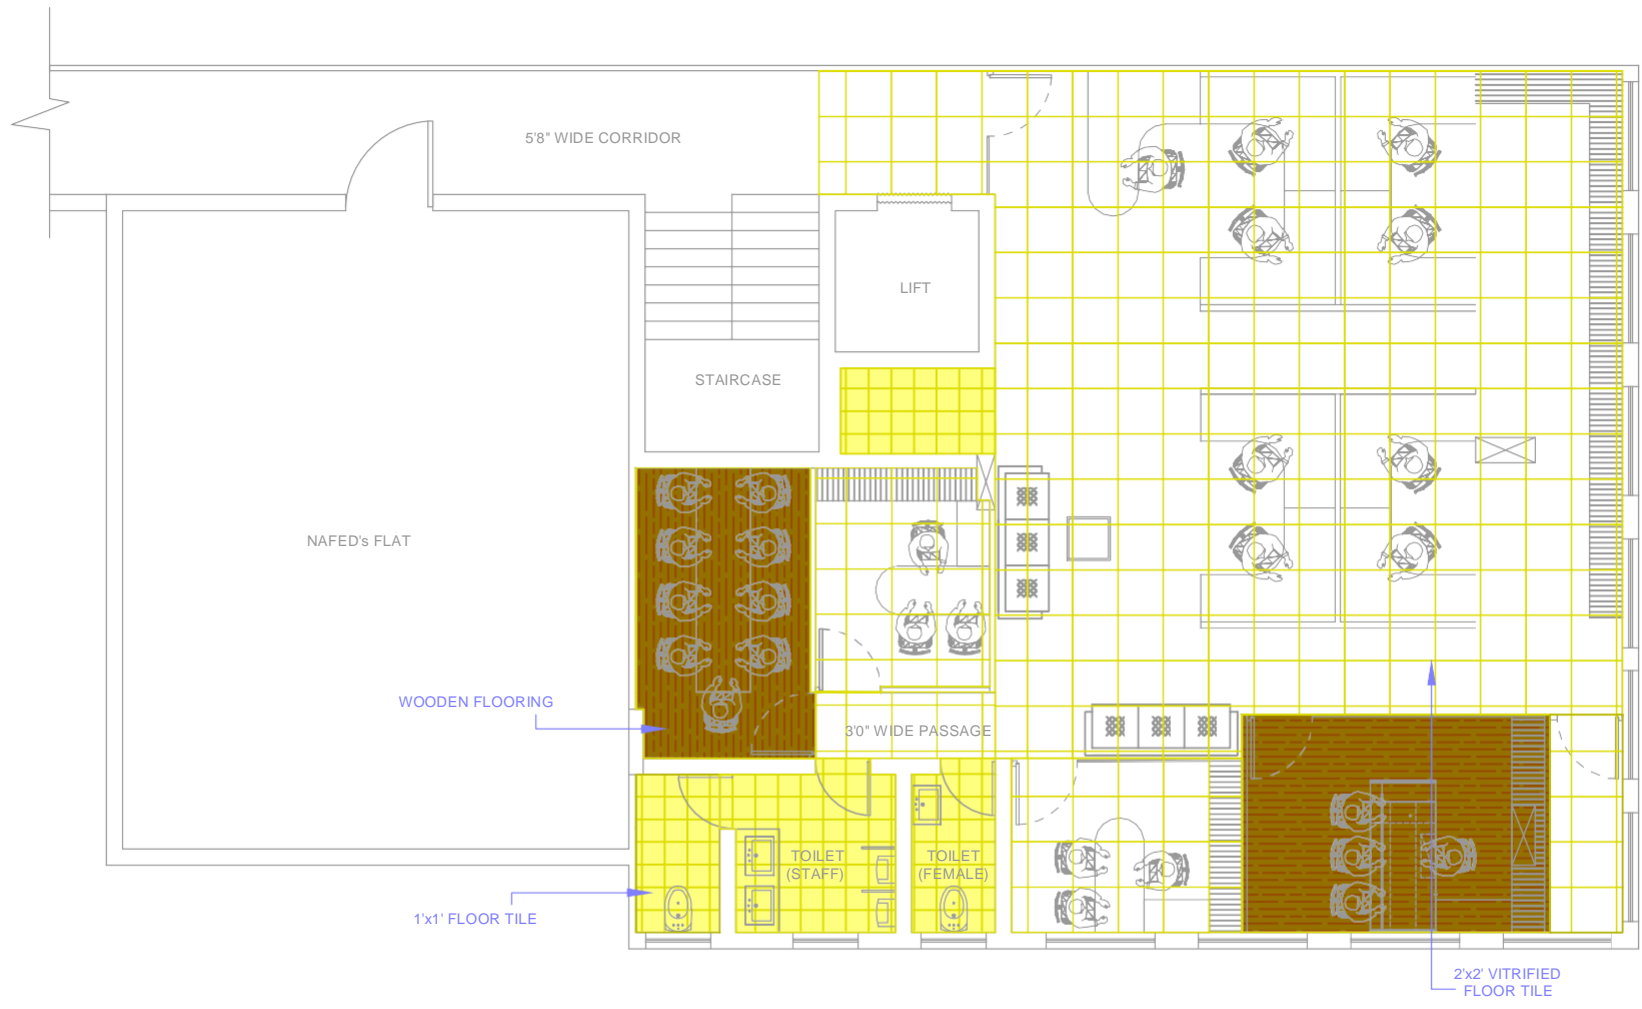 5'8" WIDE CORRIDOR
LIFT
STAIRCASE
NAFED's FLAT
WOODEN FLOORING
3'0" WIDE PASSAGE
TOILET
(STAFF)
TOILET
(FEMALE)
1'x1' FLOOR TILE
2'x2' VITRIFIED
FLOOR TILE